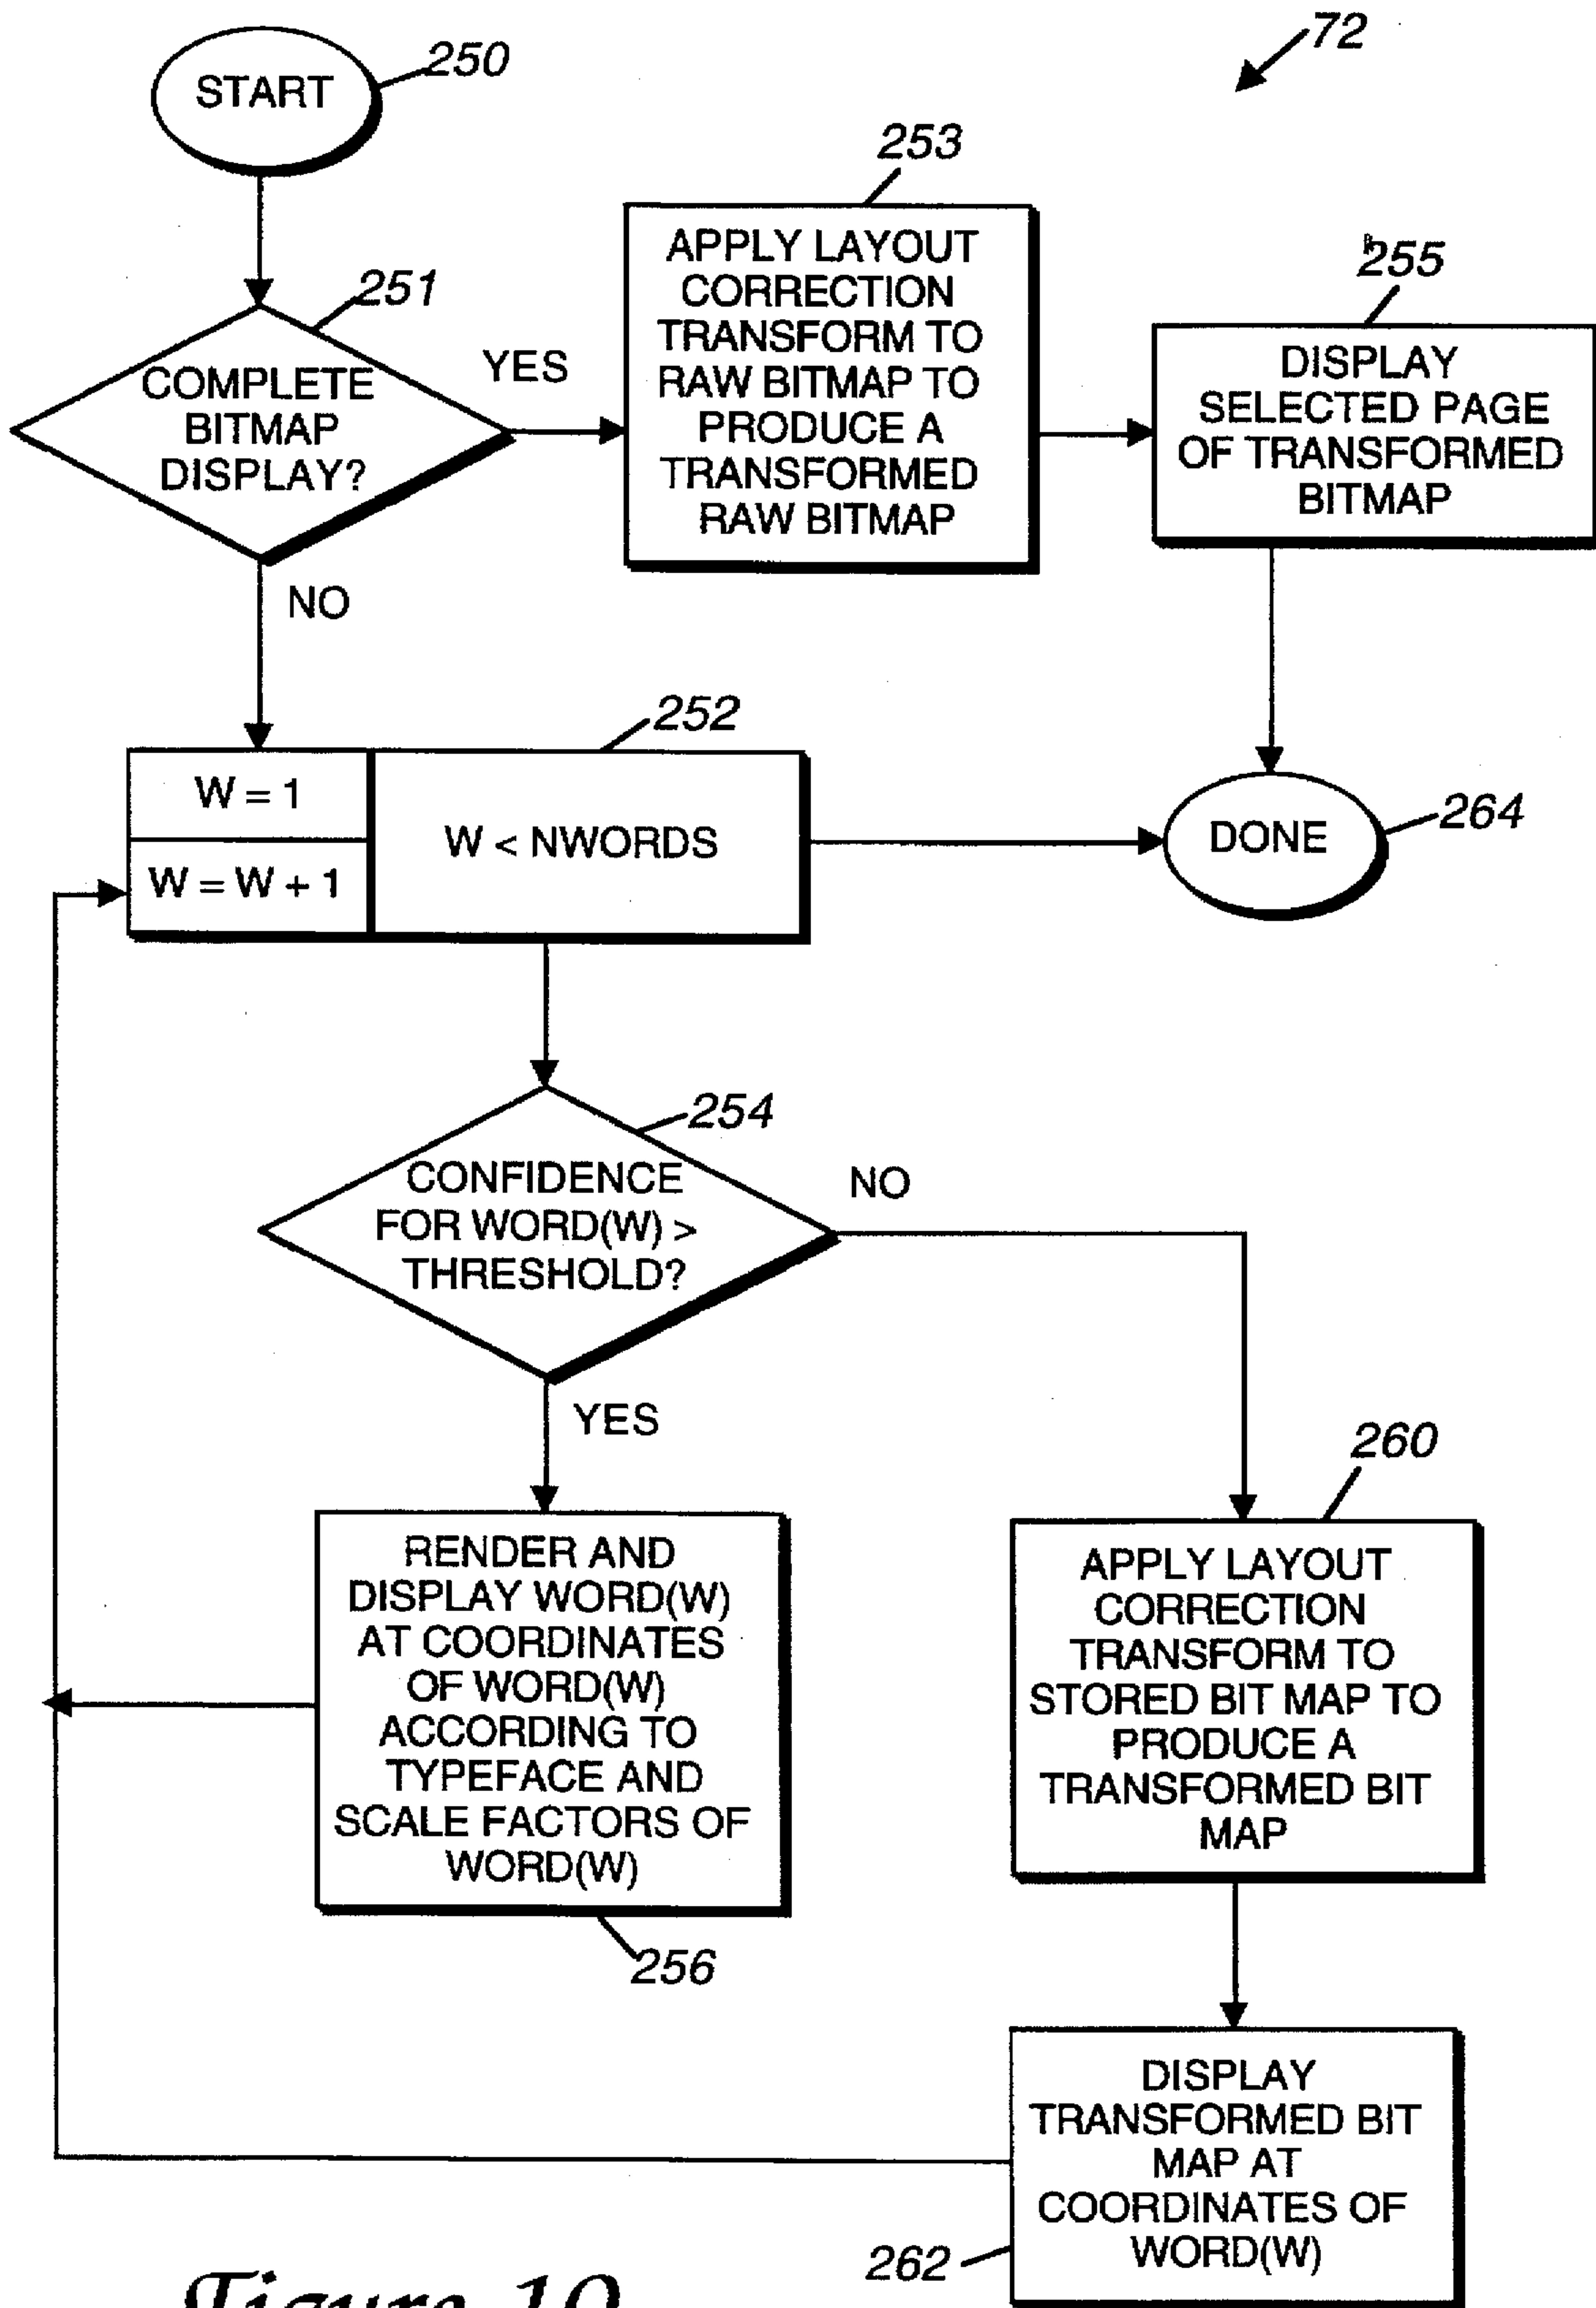 72
START
250
253
APPLY LAYOUT
CORRECTION
TRANSFORM TO
RAW BITMAP TO
PRODUCE A
TRANSFORMED
RAW BITMAP
255
DISPLAY
SELECTED PAGE
OF TRANSFORMED
BITMAP
251
COMPLETE
BITMAP
DISPLAY?
YES
NO
252
W = 1
W = W + 1
W < NWORDS
DONE
264
254
CONFIDENCE
FOR WORD(W) >
THRESHOLD?
NO
YES
RENDER AND
DISPLAY WORD(W)
AT COORDINATES
OF WORD(W)
ACCORDING TO
TYPEFACE AND
SCALE FACTORS OF
WORD(W)
256
260
APPLY LAYOUT
CORRECTION
TRANSFORM TO
STORED BIT MAP TO
PRODUCE A
TRANSFORMED BIT
MAP
DISPLAY
TRANSFORMED BIT
MAP AT
COORDINATES OF
WORD(W)
262
Figure 10